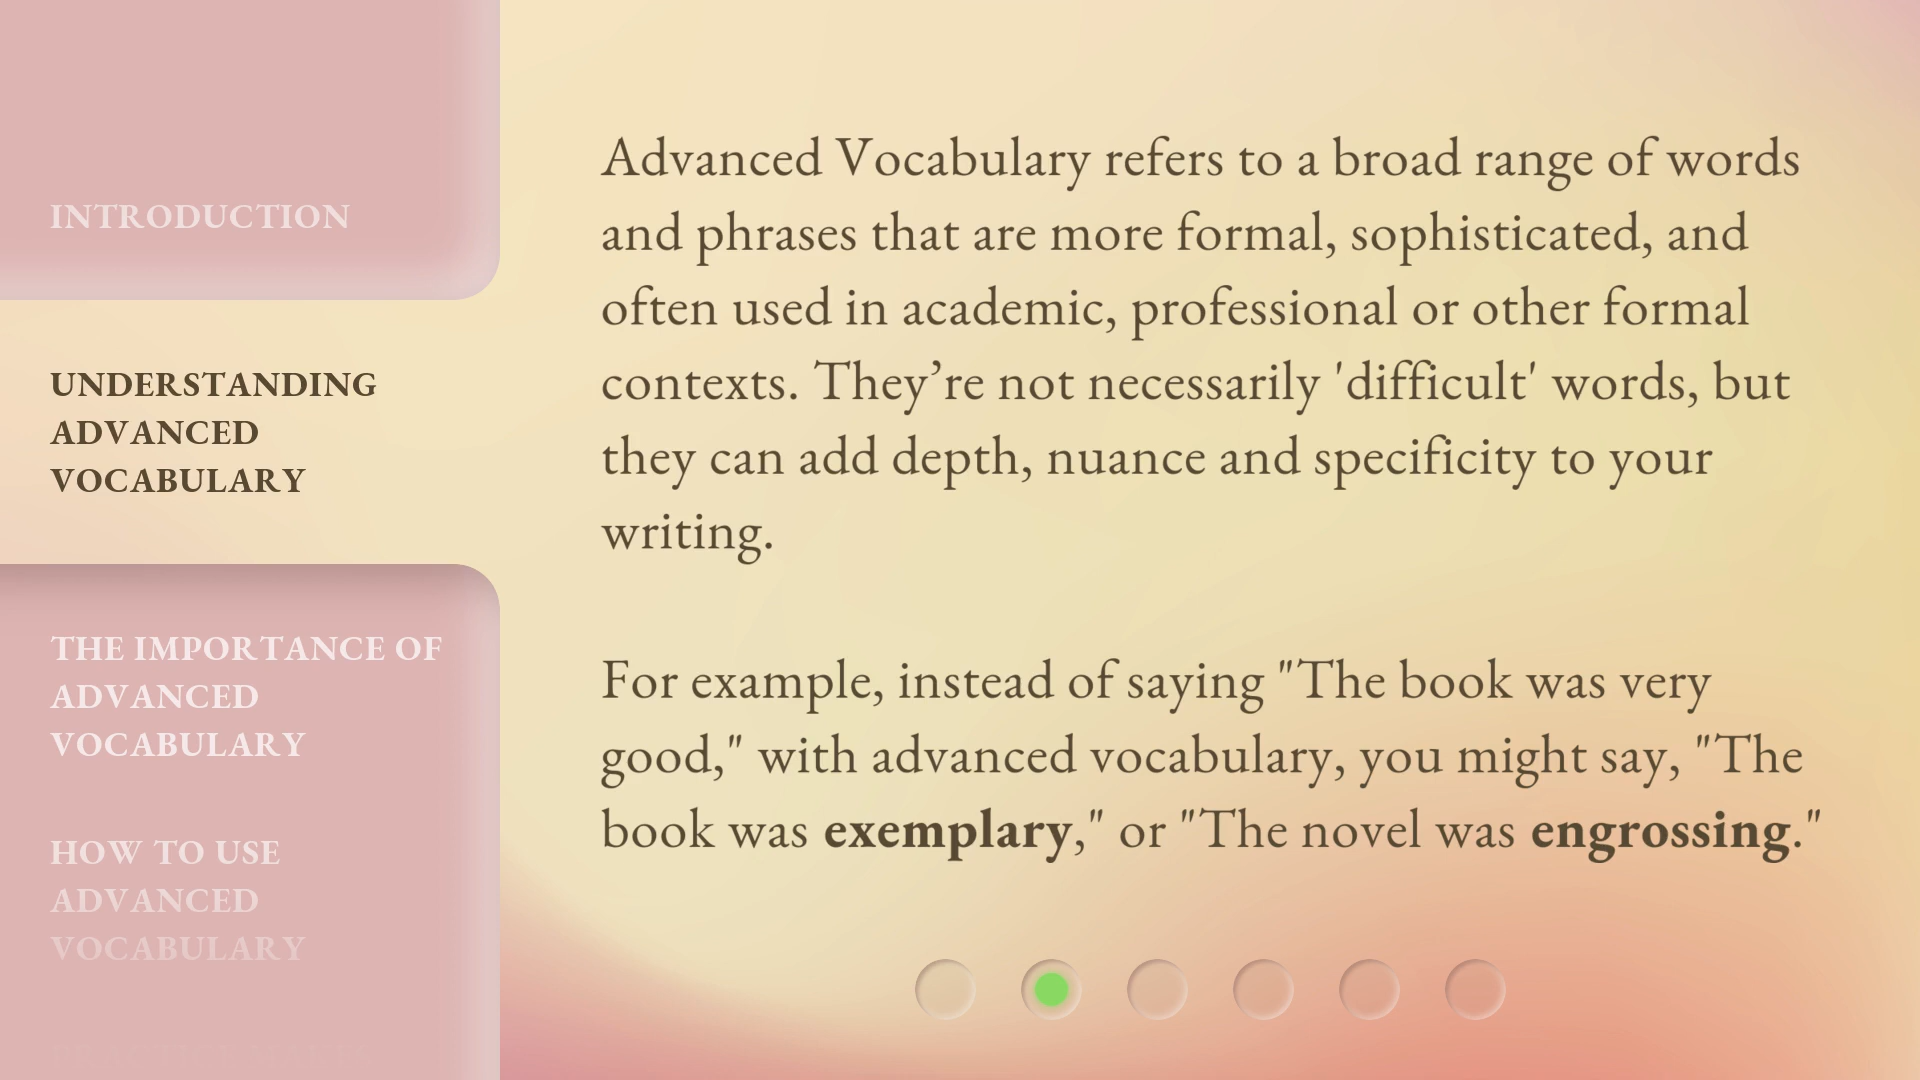 INTRODUCTION
UNDERSTANDING
ADVANCED
VOCABULARY
THE IMPORTANCE OF
ADVANCED
VOCABULARY
HOW TO USE
ADVANCED
VOCABULARY
Advanced Vocabulary refers to a broad range of words
and phrases that are more formal, sophisticated, and
often used in academic, professional or other formal
contexts. They’re not necessarily 'difficult' words, but
they can add depth, nuance and specificity to your
writing.
For example, instead of saying "The book was very
good," with advanced vocabulary, you might say, "The
book was exemplary," or "The novel was engrossing."